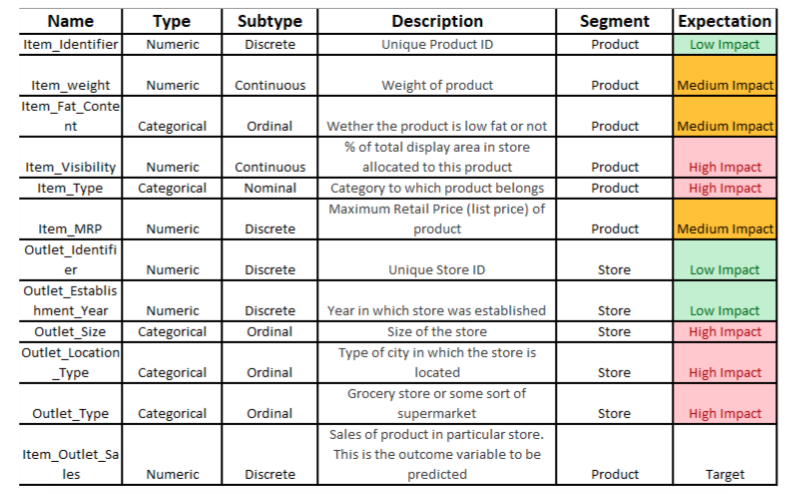 Name Type Subtype Description Segment Expectation
Item_Identifier Numeric Discrete Unique Product ID Product Low Impact
Item_weight Numeric Continuous Weight of product Product Medium Impact
Item_Fat_Conte
nt Categorical Ordinal Wether the product is low fat or not Product Medium Impact
% of total display area in store
Item_Visibility Numeric Continuous allocated to this product Product High Impact
Item_Type Categorical Nominal Category to which product belongs Product High Impact
Maximum Retail Price (list price) of
Item_MRP Numeric Discrete product Product Medium Impact
Outlet_Identifi
er Numeric Discrete Unique Store ID Store Low Impact
Outlet_Establis
hment_Year Numeric Discrete Year in which store was established Store Low Impact
Outlet_Size Categorical Ordinal Size of the store Store High Impact
Outlet_Location Type of city in which the store is
_Type Categorical Ordinal located Store High Impact
Grocery store or some sort of
Outlet_Type Categorical Ordinal supermarket Store High Impact
Sales of product in particular store.
Item_Outlet_Sa This is the outcome variable to be
les Numeric Discrete predicted Product Target